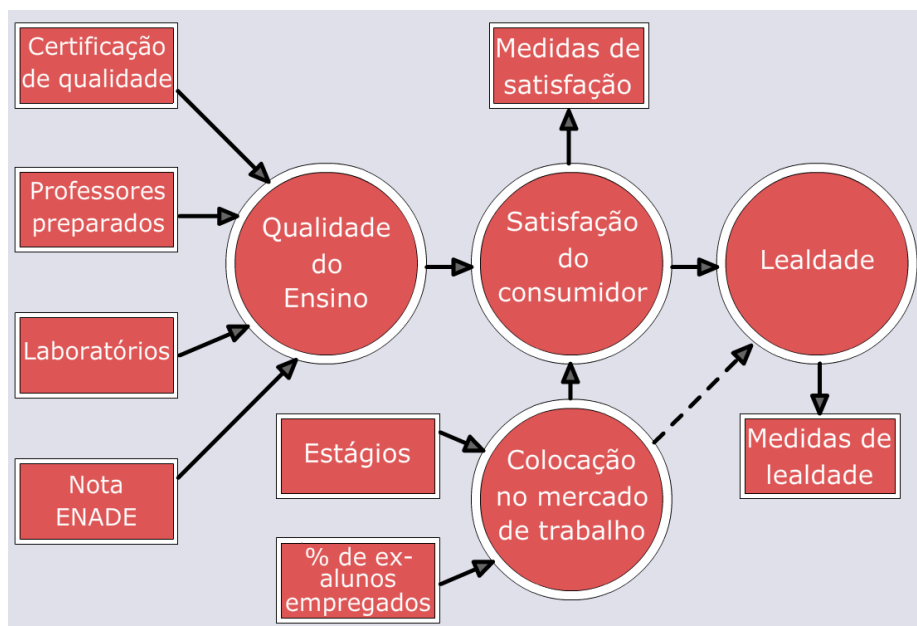 Certificação
de qualidade
Medidas de
satisfação
Professores
preparados
Qualidade
do
Ensino
Satisfação
do
consumidor
Lealdade
Laboratórios
Estágios
Colocação
no mercado
de trabalho
Medidas de
lealdade
Nota
ENADE
% de ex-
alunos
empregados